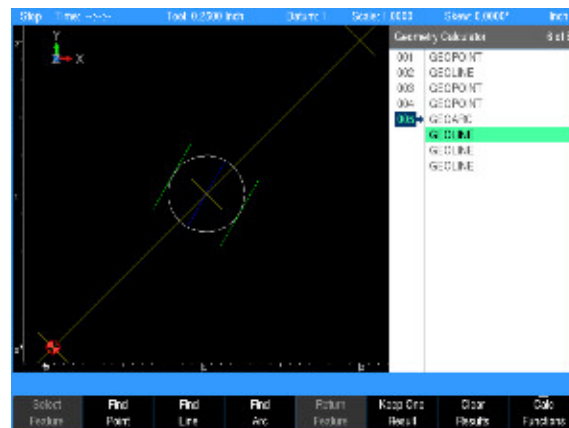 Stop Time: --:--:-- Tool: 0.2500 Inch Datum: 1 Scale: 1.0000 Skew: 0.0000° Inch
Geometry Calculator
Y
X
Z
001 GEOPOINT
002 GEOLINE
003 GEOPOINT
004 GEOPOINT
005 GEOARC
GEOLINE
GEOLINE
GEOLINE
Select Feature
Find Point
Find Line
Find Arc
Return Feature
Keep One Result
Clear Results
Calc Functions